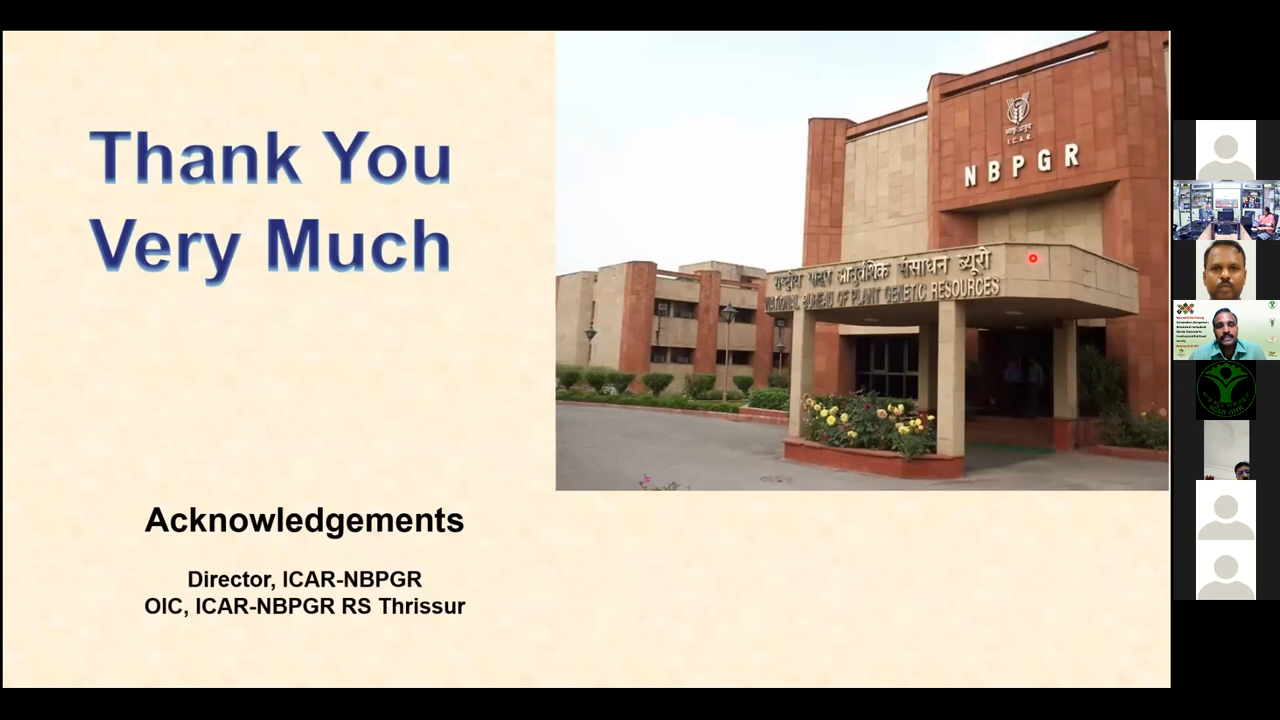 Thank You
Very Much
I.C.A.R.
NBPGR
राष्ट्रीय पादप आनुवंशिक संसाधन ब्यूरो
NATIONAL BUREAU OF PLANT GENETIC RESOURCES
Acknowledgements
Director, ICAR-NBPGR
OIC, ICAR-NBPGR RS Thrissur